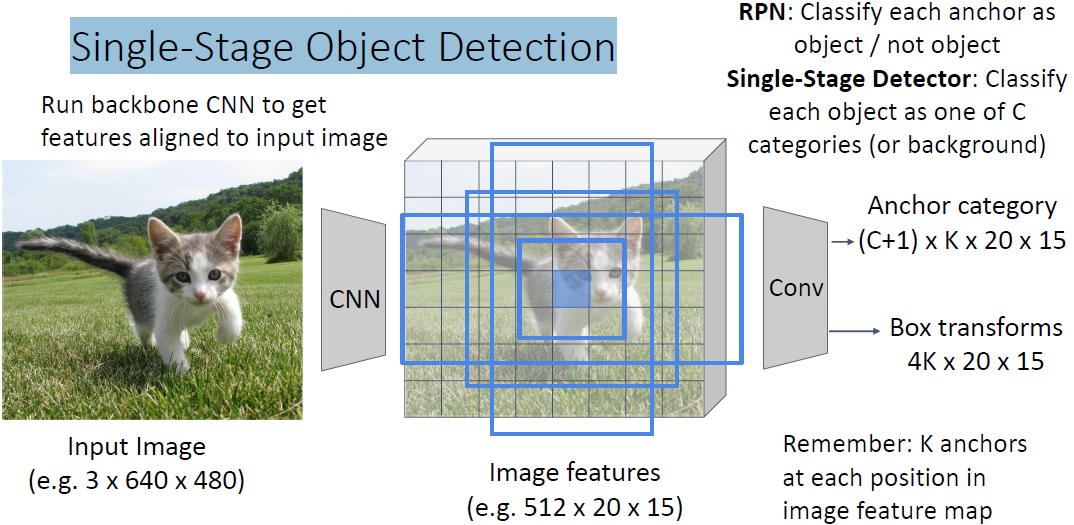 Single-Stage Object Detection
RPN: Classify each anchor as
object / not object
Single-Stage Detector: Classify
each object as one of C
categories (or background)
Run backbone CNN to get
features aligned to input image
CNN
Conv
Anchor category
(C+1) x K x 20 x 15
Box transforms
4K x 20 x 15
Input Image
(e.g. 3 x 640 x 480)
Image features
(e.g. 512 x 20 x 15)
Remember: K anchors
at each position in
image feature map